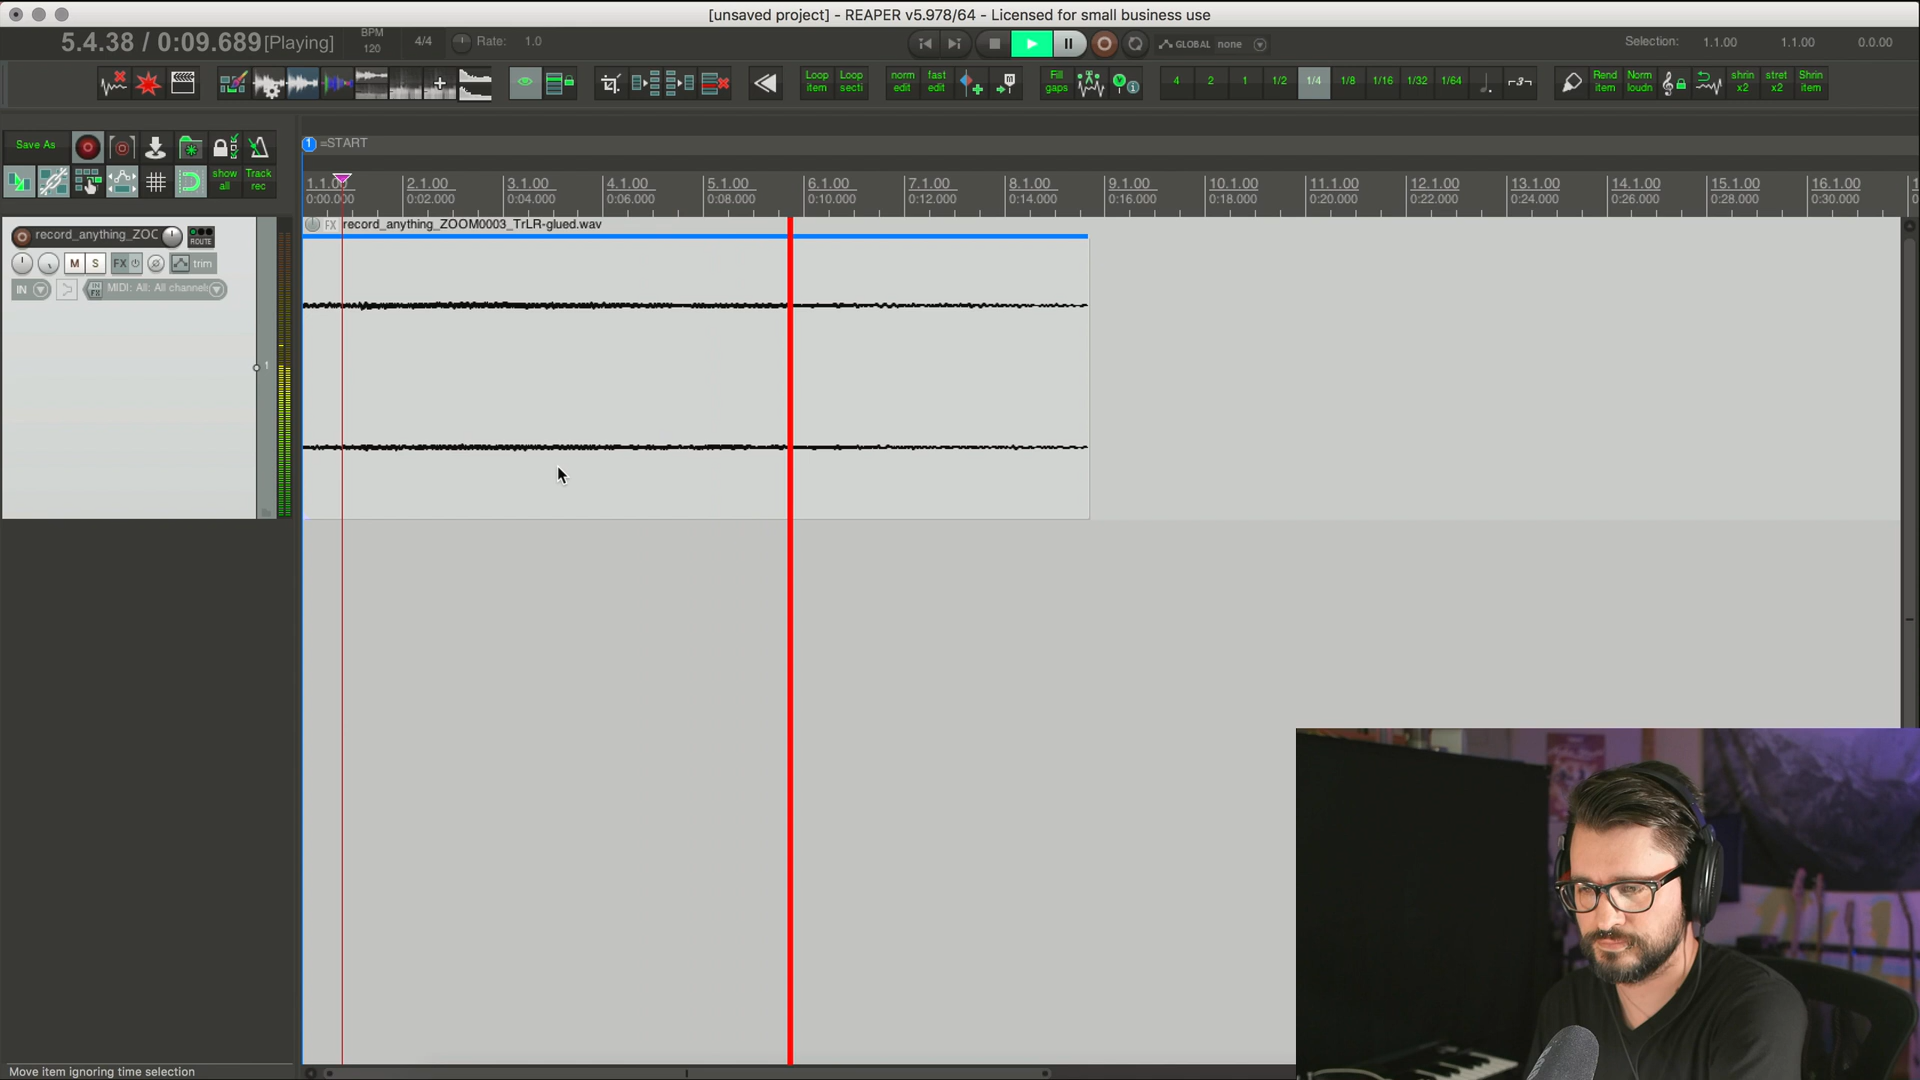 [unsaved project] - REAPER v5.978/64 - Licensed for small business use
5.4.38 / 0:09.689 [Playing]
BPM
120
4/4
Rate: 1.0
GLOBAL none
Selection: 1.1.00 1.1.00 0.0.00
Loop item
Loop secti
norm edit
fast edit
Fill gaps
4 2 1 1/2 1/4 1/8 1/16 1/32 1/64
-3-
Rend item
Norm loudn
shrin x2
stret x2
Shrin item
Save As
show all
Track rec
1 =START
1.1.00 2.1.00 3.1.00 4.1.00 5.1.00 6.1.00 7.1.00 8.1.00 9.1.00 10.1.00 11.1.00 12.1.00 13.1.00 14.1.00 15.1.00 16.1.00
0:00.000 0:02.000 0:04.000 0:06.000 0:08.000 0:10.000 0:12.000 0:14.000 0:16.000 0:18.000 0:20.000 0:22.000 0:24.000 0:26.000 0:28.000 0:30.000
FX record_anything_ZOOM0003_TrLR-glued.wav
record_anything_ZOC
ROUTE
M S FX trim
IN
IN FX
MIDI: All: All channels
1
Move item ignoring time selection